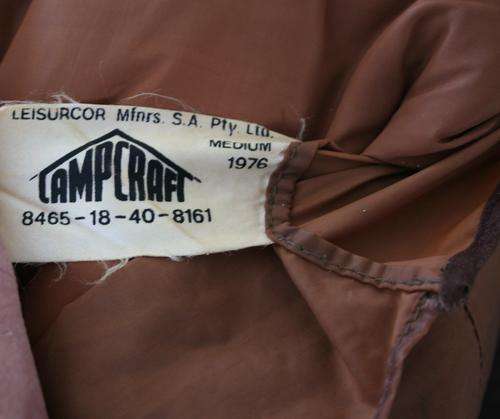 LEISURCOR Mfnrs. S.A. Pty. Ltd.
MEDIUM
1976
CAMPCRAFT
8465-18-40-8161